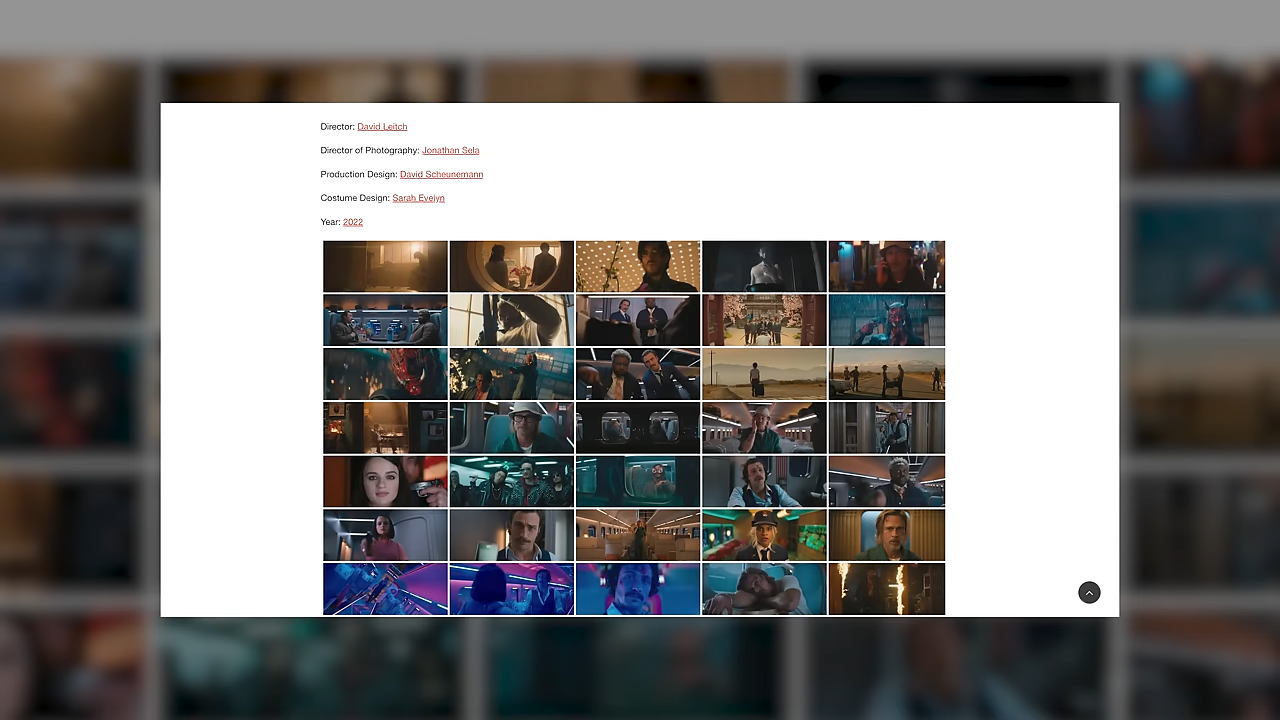 Director: David Leitch
Director of Photography: Jonathan Sela
Production Design: David Scheunemann
Costume Design: Sarah Evelyn
Year: 2022